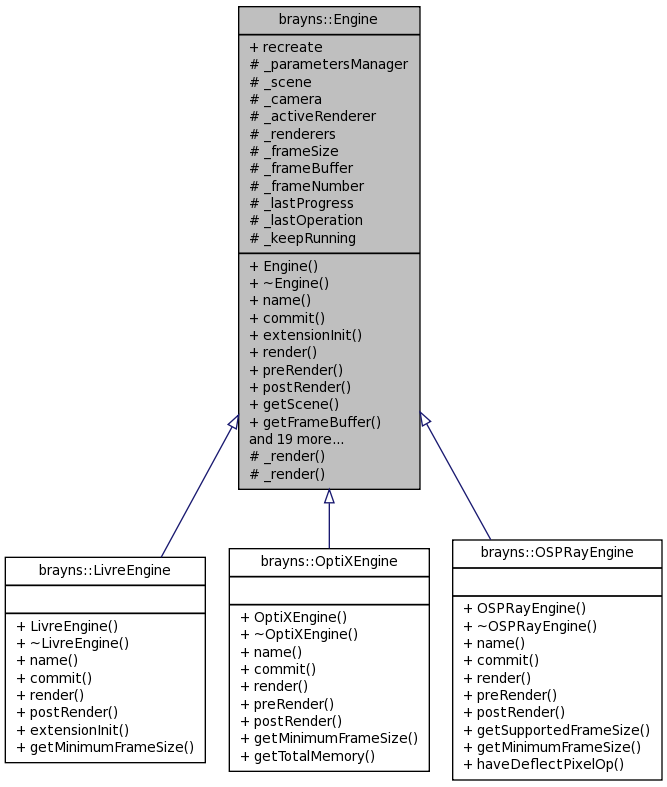 brayns::Engine
+ recreate
# _parametersManager
# _scene
# _camera
# _activeRenderer
# _renderers
# _frameSize
# _frameBuffer
# _frameNumber
# _lastProgress
# _lastOperation
# _keepRunning
+ Engine()
+ ~Engine()
+ name()
+ commit()
+ extensionInit()
+ render()
+ preRender()
+ postRender()
+ getScene()
+ getFrameBuffer()
and 19 more...
# _render()
# _render()
brayns::LivreEngine
+ LivreEngine()
+ ~LivreEngine()
+ name()
+ commit()
+ render()
+ postRender()
+ extensionInit()
+ getMinimumFrameSize()
brayns::OptiXEngine
+ OptiXEngine()
+ ~OptiXEngine()
+ name()
+ commit()
+ render()
+ preRender()
+ postRender()
+ getMinimumFrameSize()
+ getTotalMemory()
brayns::OSPRayEngine
+ OSPRayEngine()
+ ~OSPRayEngine()
+ name()
+ commit()
+ render()
+ preRender()
+ postRender()
+ getSupportedFrameSize()
+ getMinimumFrameSize()
+ haveDeflectPixelOp()